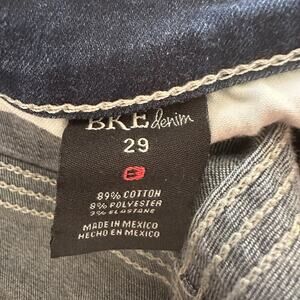 BKE denim
29
89% COTTON
8% POLYESTER
3% ELASTANE
MADE IN MEXICO
HECHO EN MEXICO